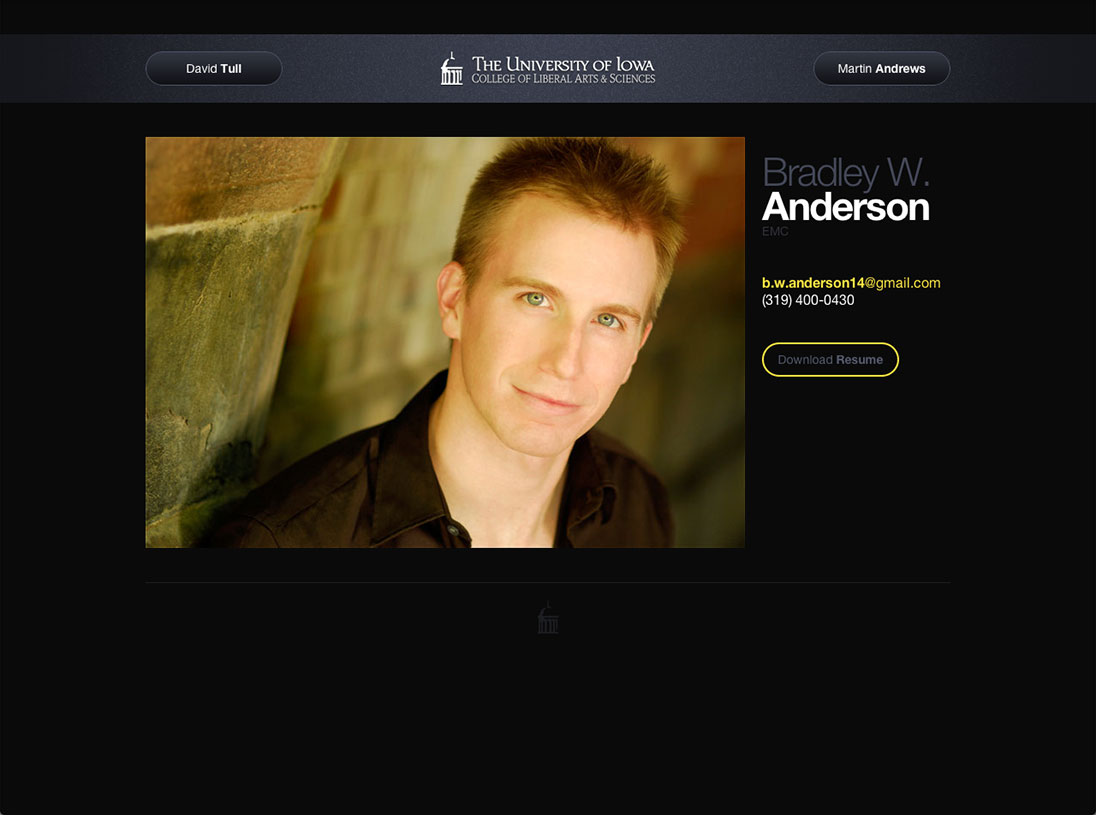 David Tull
THE UNIVERSITY OF IOWA
COLLEGE OF LIBERAL ARTS & SCIENCES
Martin Andrews
Bradley W.
Anderson
EMC
b.w.anderson14@gmail.com
(319) 400-0430
Download Resume